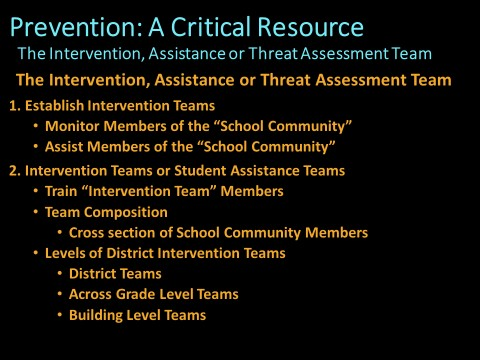 Prevention: A Critical Resource
The Intervention, Assistance or Threat Assessment Team
The Intervention, Assistance or Threat Assessment Team
1. Establish Intervention Teams
• Monitor Members of the “School Community”
• Assist Members of the “School Community”
2. Intervention Teams or Student Assistance Teams
• Train “Intervention Team” Members
• Team Composition
• Cross section of School Community Members
• Levels of District Intervention Teams
• District Teams
• Across Grade Level Teams
• Building Level Teams